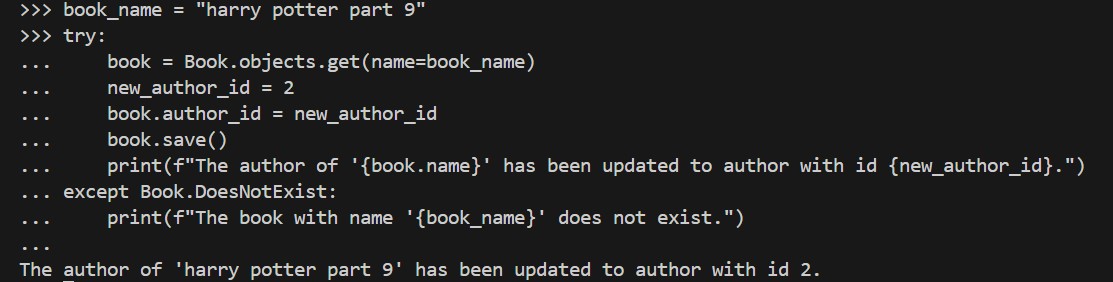 >>> book_name = "harry potter part 9"
>>> try:
...     book = Book.objects.get(name=book_name)
...     new_author_id = 2
...     book.author_id = new_author_id
...     book.save()
...     print(f"The author of '{book.name}' has been updated to author with id {new_author_id}.")
... except Book.DoesNotExist:
...     print(f"The book with name '{book_name}' does not exist.")
...
The author of 'harry potter part 9' has been updated to author with id 2.